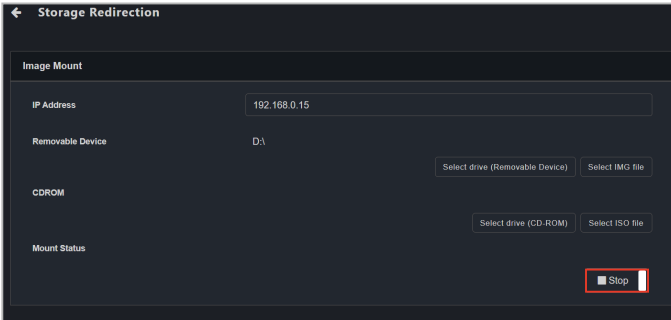 Storage Redirection
Image Mount
IP Address 192.168.0.15
Removable Device D:\
Select drive (Removable Device) Select IMG file
CDROM
Select drive (CD-ROM) Select ISO file
Mount Status
Stop